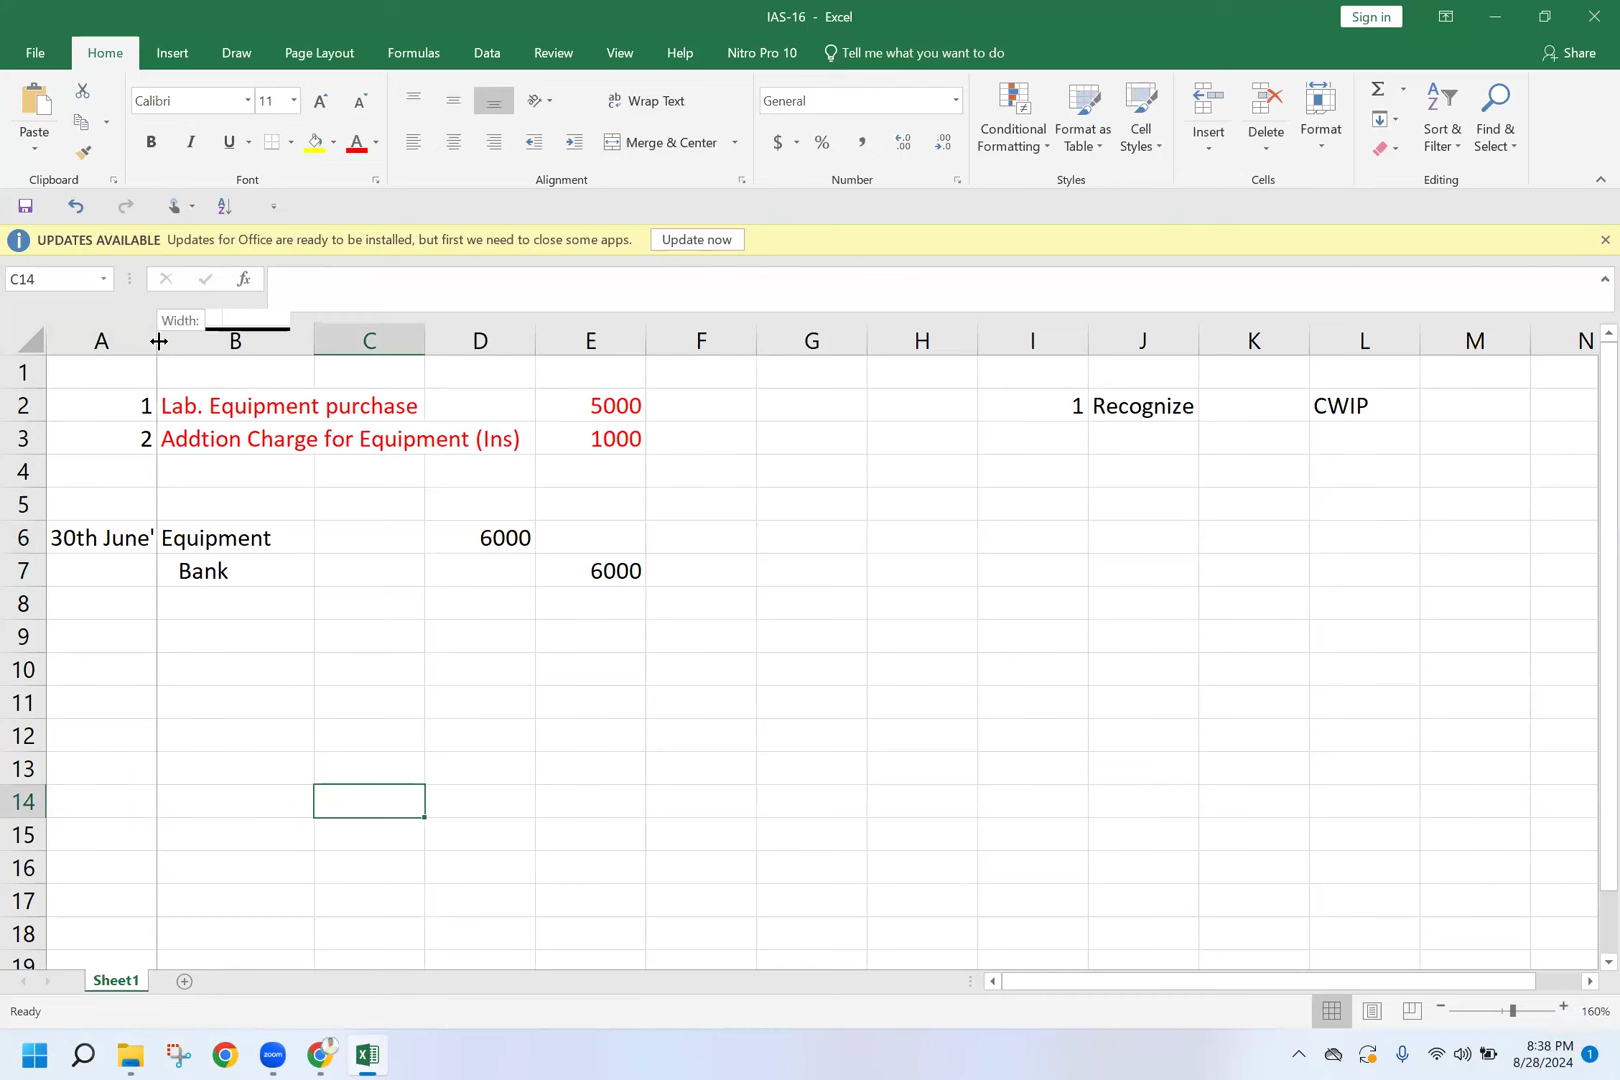 IAS-16 - Excel
Sign in
File Home Insert Draw Page Layout Formulas Data Review View Help Nitro Pro 10 Tell me what you want to do Share
Paste
Calibri 11
Wrap Text
General
B I U A
Merge & Center
$ % ,
Conditional Formatting
Format as Table
Cell Styles
Insert
Delete
Format
Sort & Filter
Find & Select
Clipboard Font Alignment Number Styles Cells Editing
UPDATES AVAILABLE Updates for Office are ready to be installed, but first we need to close some apps. Update now
C14 fx
Width:
A B C D E F G H I J K L M N
1
2 1 Lab. Equipment purchase 5000 1 Recognize CWIP
3 2 Addtion Charge for Equipment (Ins) 1000
4
5
6 30th June' Equipment 6000
7 Bank 6000
8
9
10
11
12
13
14
15
16
17
18
19
Sheet1
Ready 160%
zoom
8:38 PM
8/28/2024
1